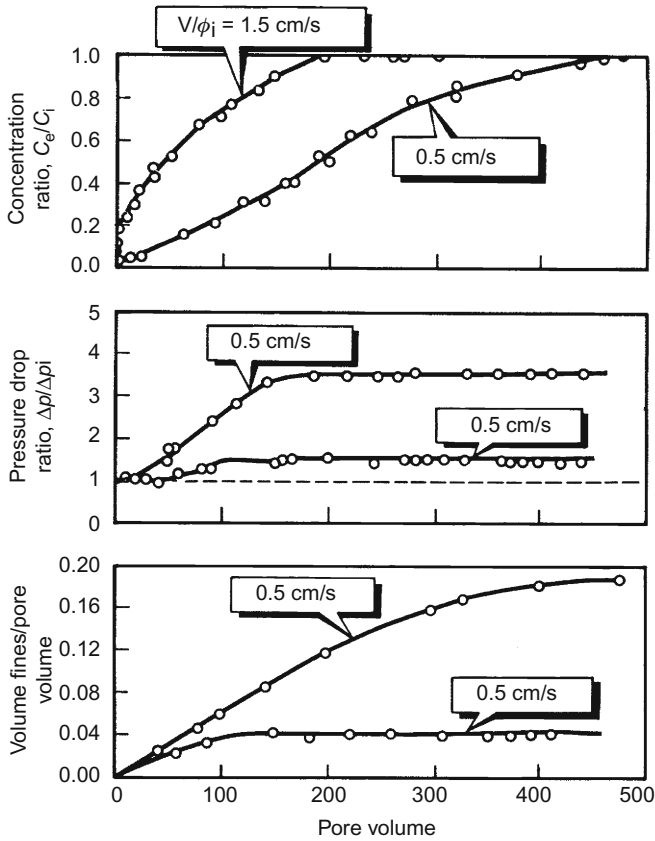 V/ϕi = 1.5 cm/s
Concentration
ratio, Ce/Ci
1.0
0.8
0.6
0.4
0.2
0.0
0.5 cm/s
Pressure drop
ratio, Δp/Δpi
5
4
3
2
1
0
0.5 cm/s
0.5 cm/s
Volume fines/pore
volume
0.20
0.16
0.12
0.08
0.04
0.00
0.5 cm/s
0.5 cm/s
0 100 200 300 400 500
Pore volume